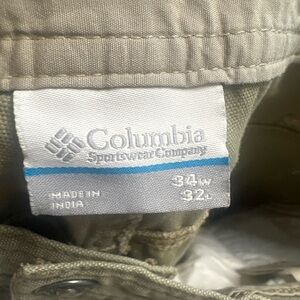 Columbia
Sportswear Company
34W
32L
MADE IN
INDIA